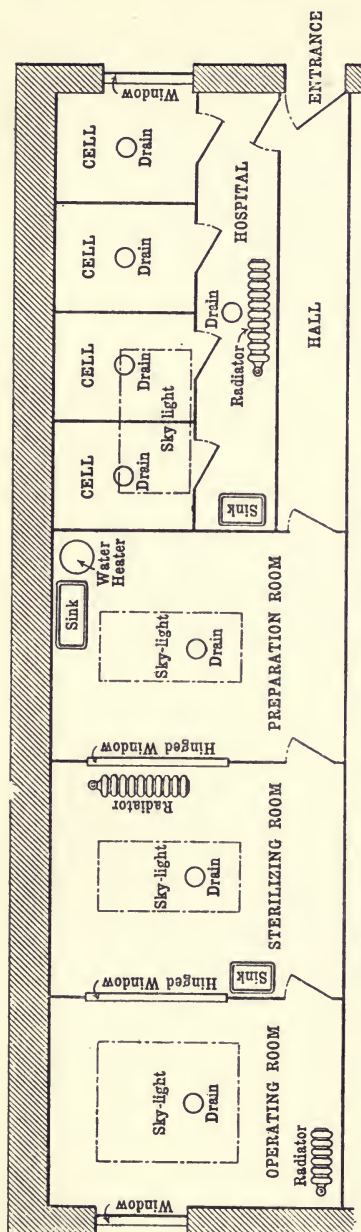 Window
Sky-light
Drain
OPERATING ROOM
Radiator
Hinged Window
Sink
Sky-light
Drain
STERILIZING ROOM
Radiator
Hinged Window
Sink
Water
Heater
Sky-light
Drain
PREPARATION ROOM
CELL
Drain
CELL
Drain
Sky-light
CELL
Drain
CELL
Drain
Window
Sink
Drain
Radiator
HOSPITAL
HALL
ENTRANCE